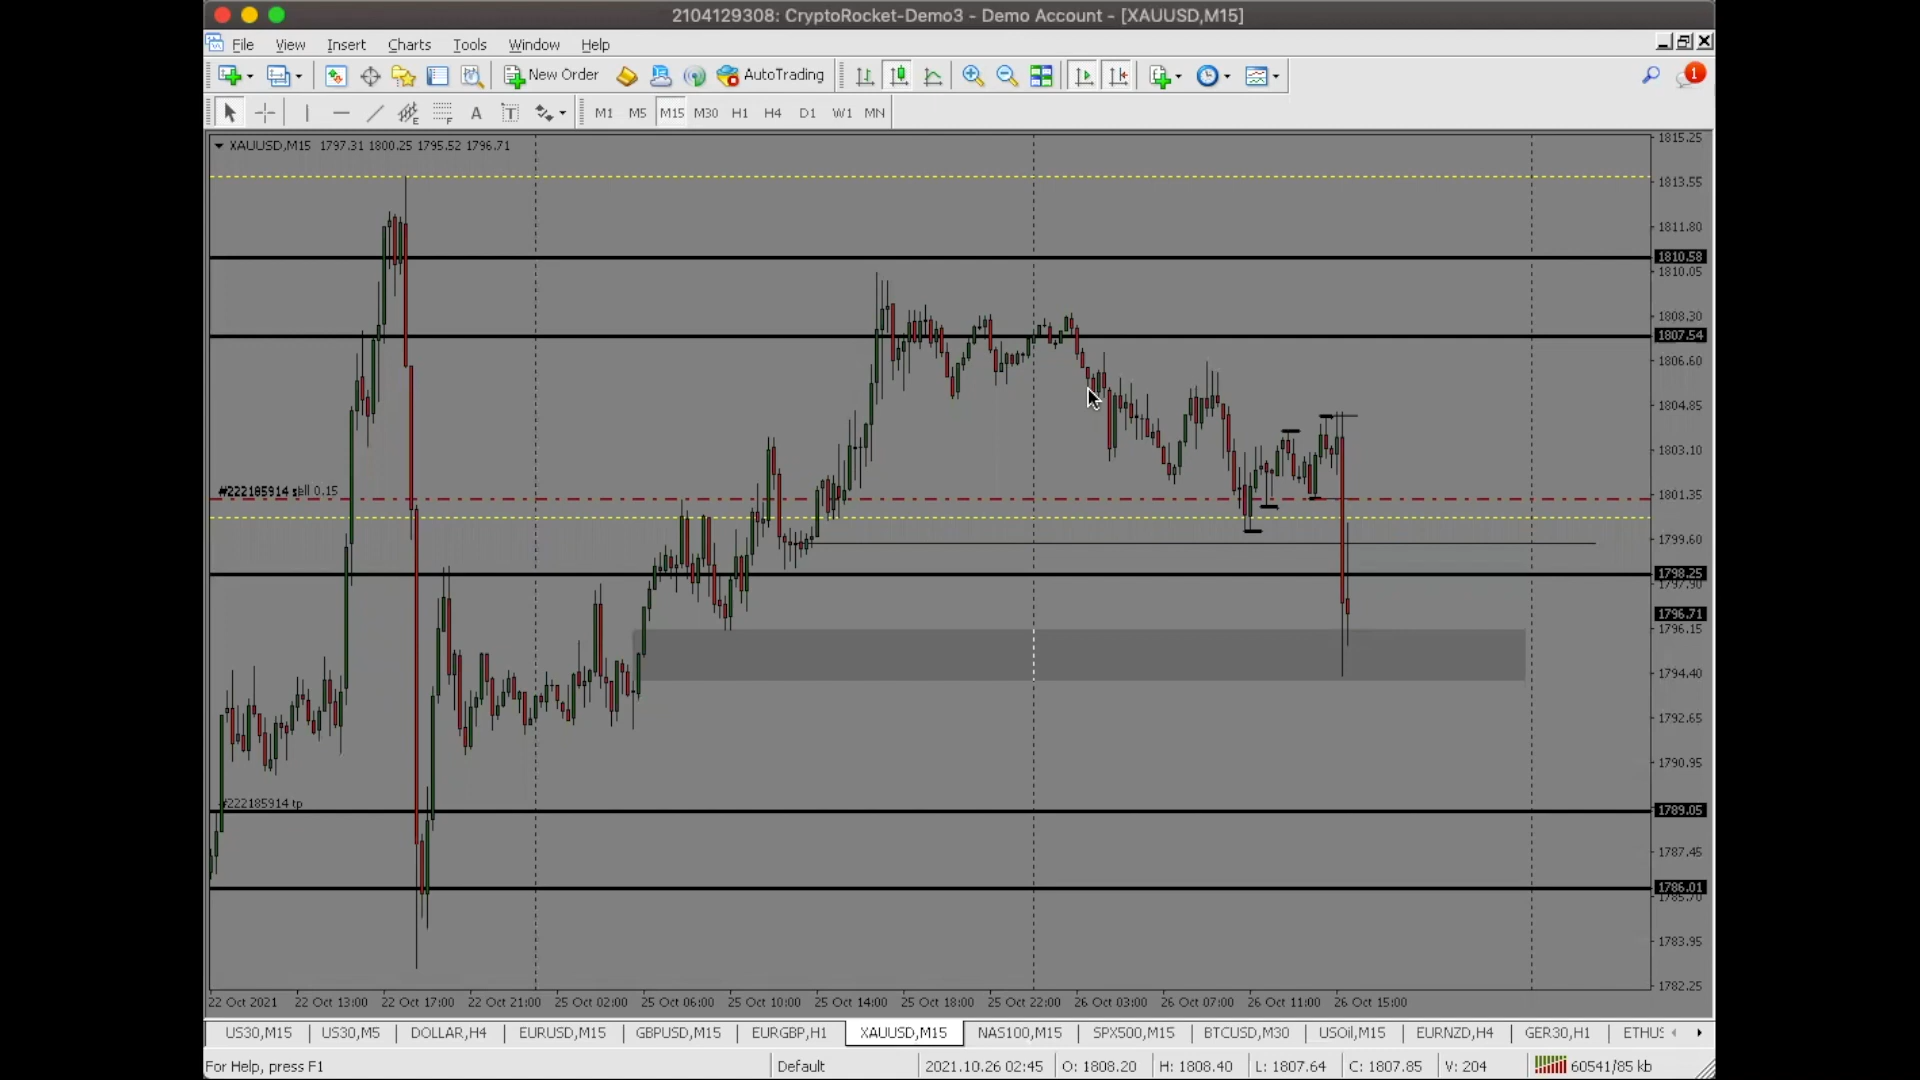 2104129308: CryptoRocket-Demo3 - Demo Account - [XAUUSD,M15]
File View Insert Charts Tools Window Help
New Order AutoTrading 1
E F A T M1 M5 M15 M30 H1 H4 D1 W1 MN
XAUUSD,M15 1797.31 1800.25 1795.52 1796.71
1815.25
1813.55
1811.80
1810.58
1810.05
1808.30
1807.54
1806.60
1804.85
1803.10
#222185914 sell 0.15
1801.35
1799.60
1798.25
1797.90
1796.71
1796.15
1794.40
1792.65
1790.95
#222185914 tp
1789.05
1787.45
1786.01
1785.70
1783.95
1782.25
22 Oct 2021 22 Oct 13:00 22 Oct 17:00 22 Oct 21:00 25 Oct 02:00 25 Oct 06:00 25 Oct 10:00 25 Oct 14:00 25 Oct 18:00 25 Oct 22:00 26 Oct 03:00 26 Oct 07:00 26 Oct 11:00 26 Oct 15:00
US30,M15 US30,M5 DOLLAR,H4 EURUSD,M15 GBPUSD,M15 EURGBP,H1 XAUUSD,M15 NAS100,M15 SPX500,M15 BTCUSD,M30 USOil,M15 EURNZD,H4 GER30,H1 ETHUS
For Help, press F1 Default 2021.10.26 02:45 O: 1808.20 H: 1808.40 L: 1807.64 C: 1807.85 V: 204 60541/85 kb